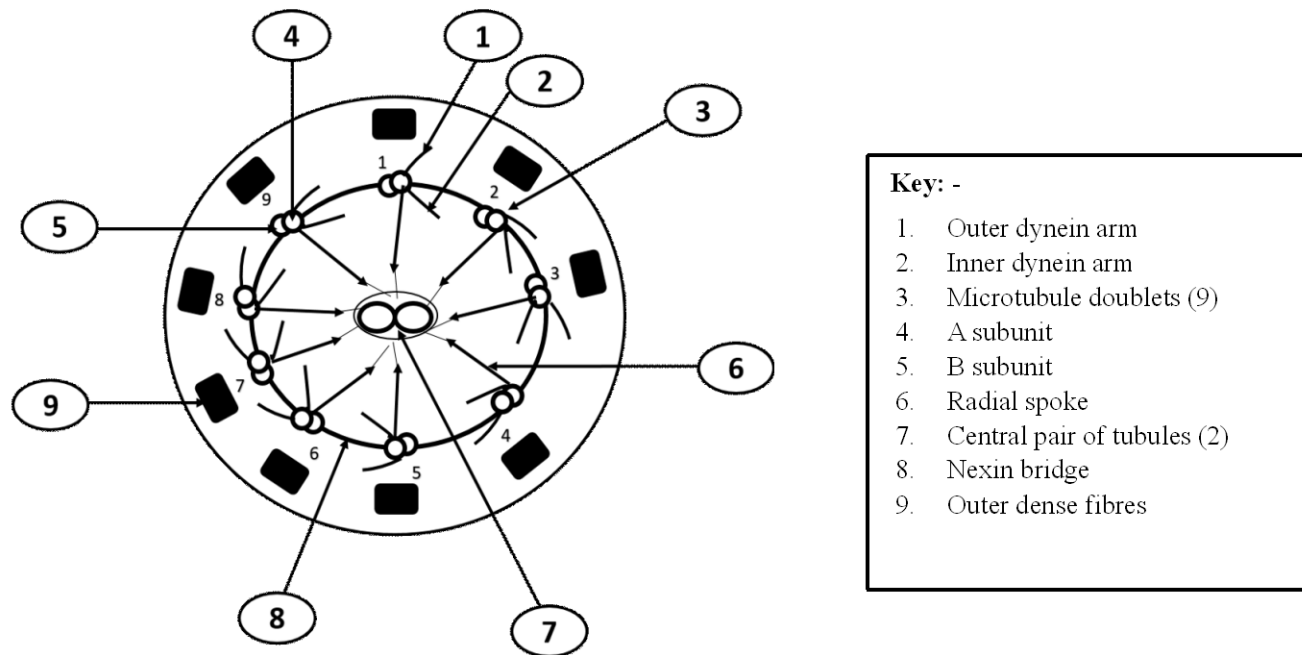 4
1
2
3
1
2
9
5
3
8
7
6
9
4
6
5
8
7
Key: -
1. Outer dynein arm
2. Inner dynein arm
3. Microtubule doublets (9)
4. A subunit
5. B subunit
6. Radial spoke
7. Central pair of tubules (2)
8. Nexin bridge
9. Outer dense fibres